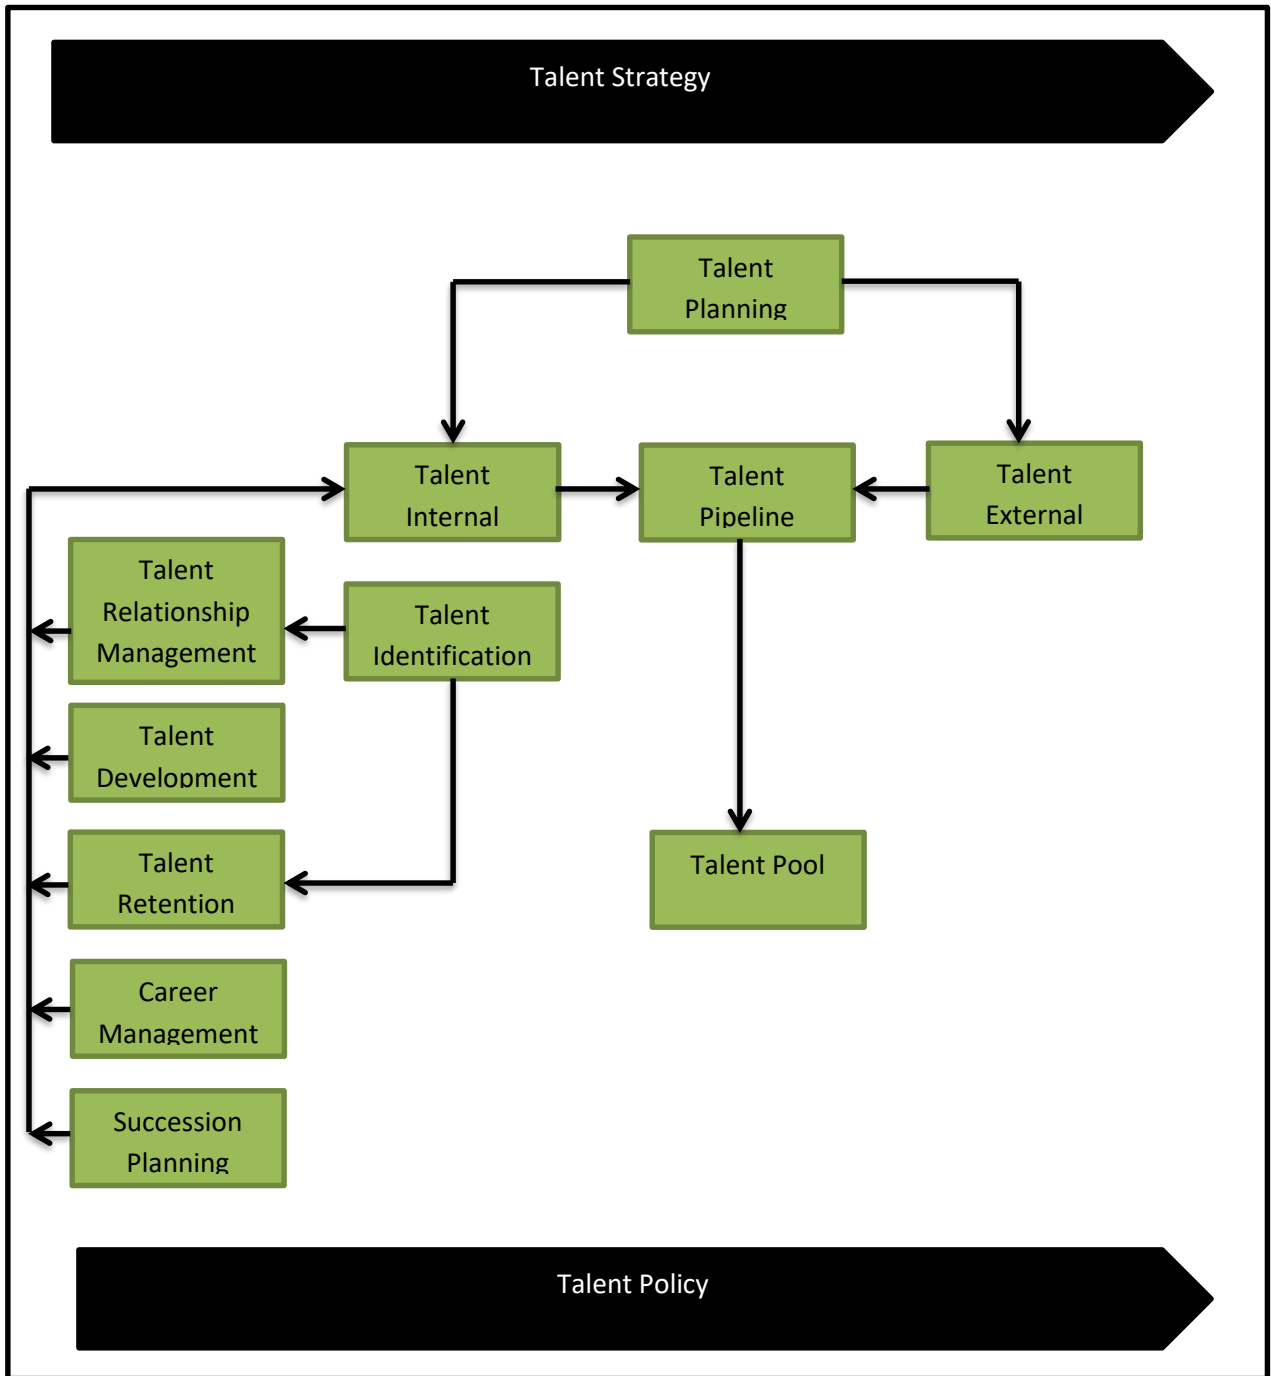 Talent Strategy
Talent
Planning
Talent
Internal
Talent
Pipeline
Talent
External
Talent
Relationship
Management
Talent
Identification
Talent
Development
Talent
Retention
Talent Pool
Career
Management
Succession
Planning
Talent Policy